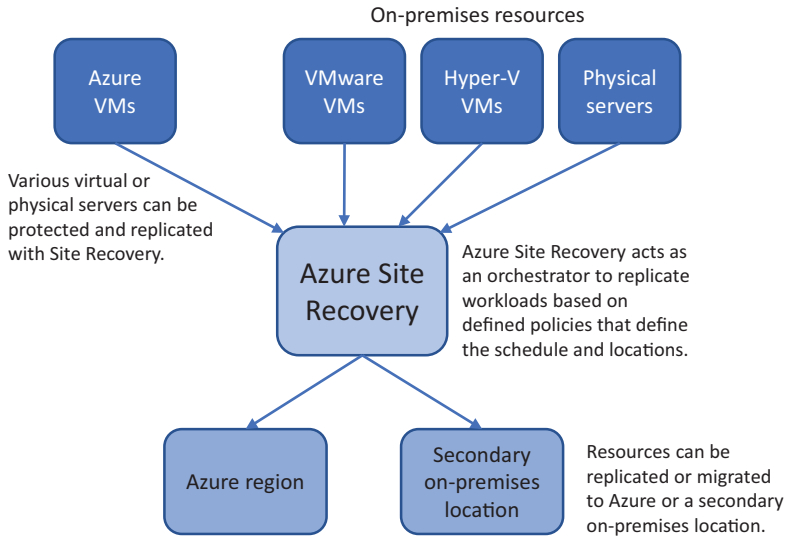 On-premises resources
Azure
VMs
VMware
VMs
Hyper-V
VMs
Physical
servers
Various virtual or
physical servers can be
protected and replicated
with Site Recovery.
Azure Site
Recovery
Azure Site Recovery acts as
an orchestrator to replicate
workloads based on
defined policies that define
the schedule and locations.
Azure region
Secondary
on-premises
location
Resources can be
replicated or migrated
to Azure or a secondary
on-premises location.